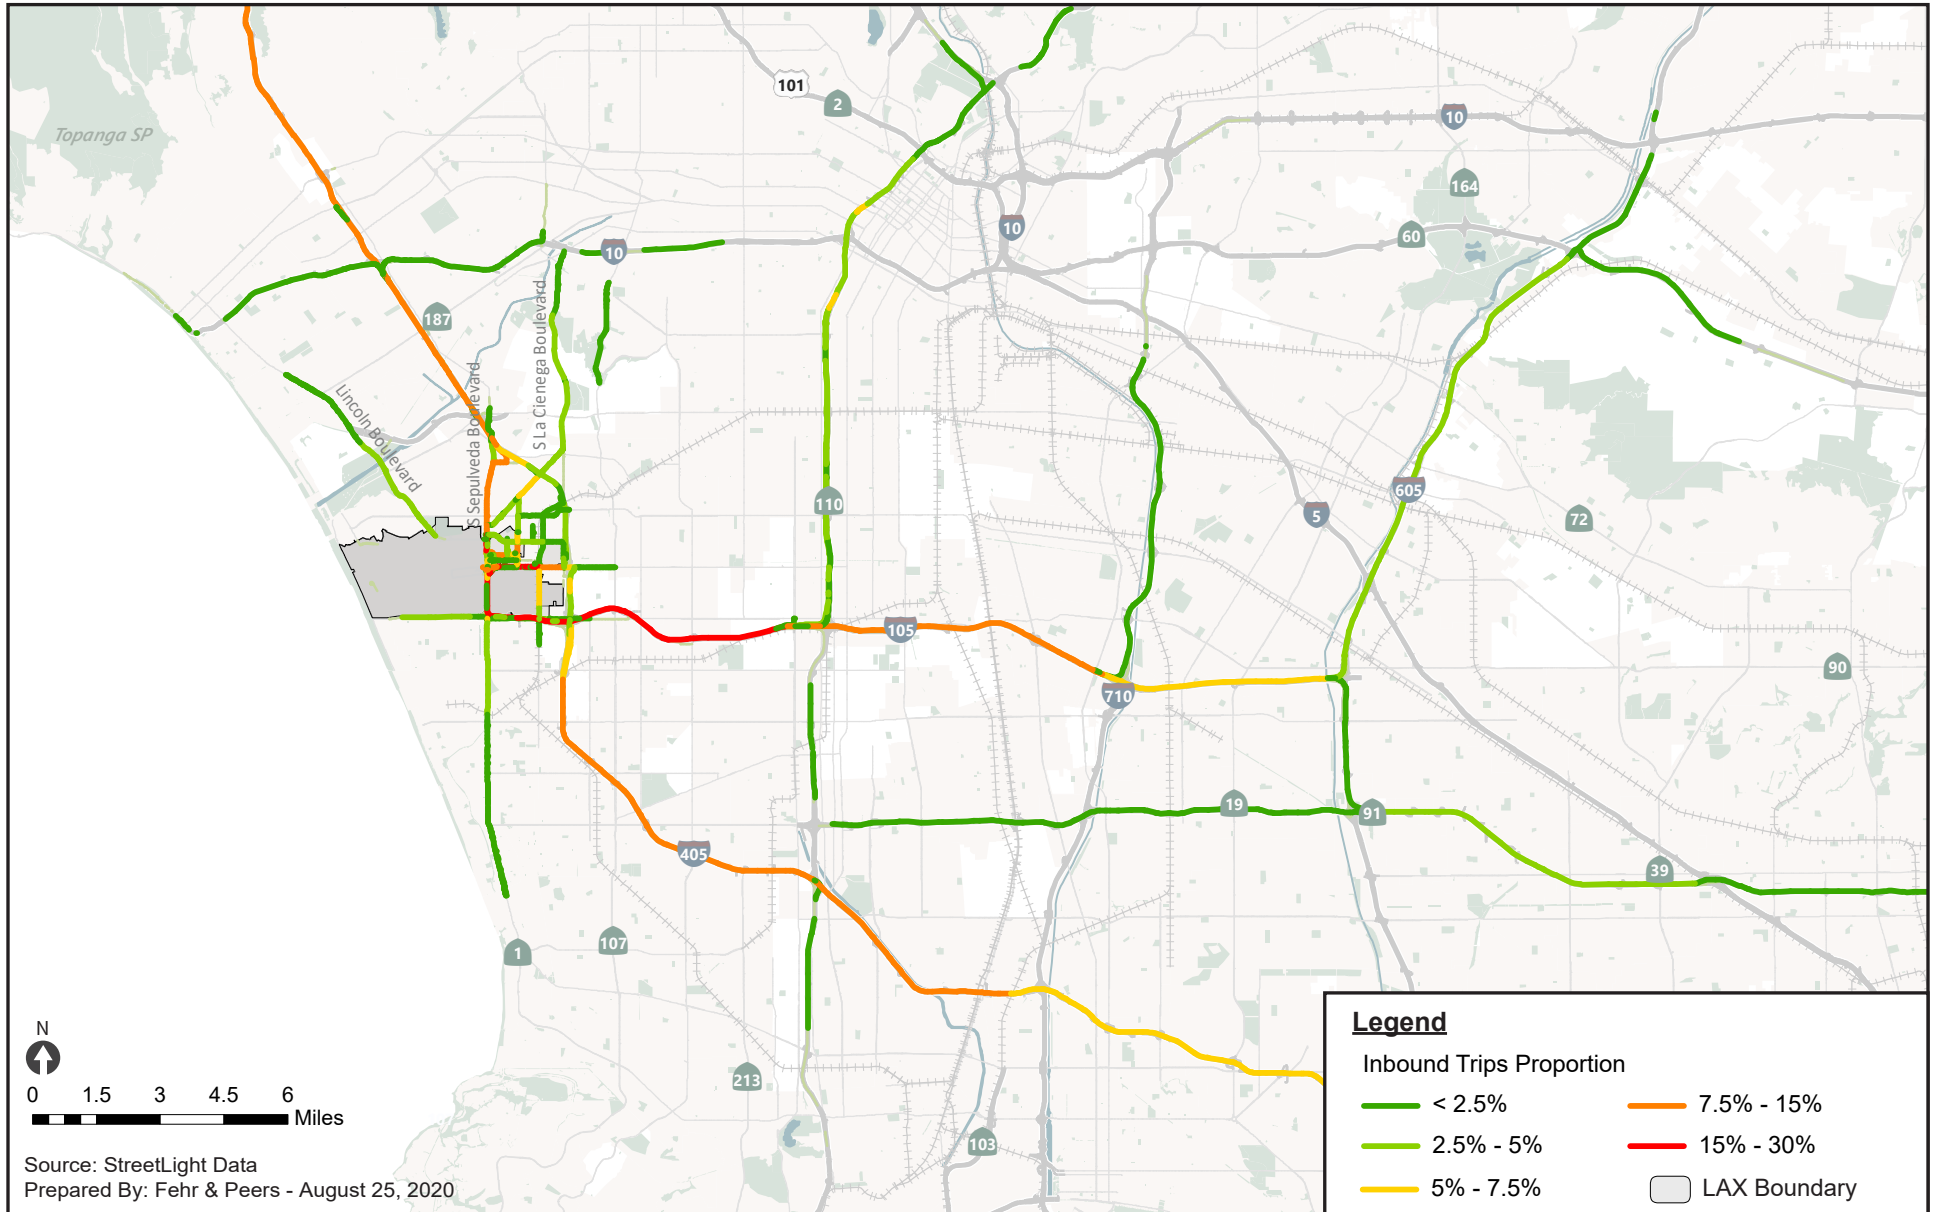 Topanga SP
101
2
10
164
60
10
10
187
S La Cienega Boulevard
S Sepulveda Boulevard
Lincoln Boulevard
110
605
5
72
105
90
710
19
91
405
39
107
1
213
103
N
0 1.5 3 4.5 6
Miles
Source: StreetLight Data
Prepared By: Fehr & Peers - August 25, 2020
Legend
Inbound Trips Proportion
< 2.5%
7.5% - 15%
2.5% - 5%
15% - 30%
5% - 7.5%
LAX Boundary